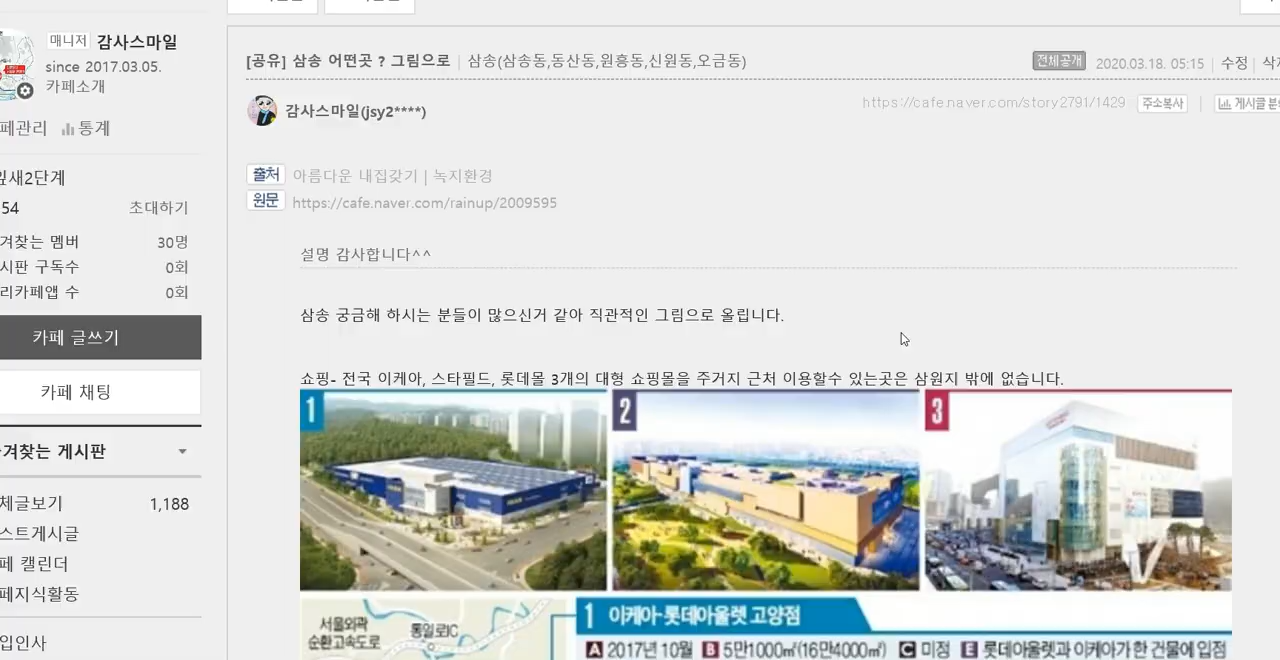 매니저 감사스마일
since 2017.03.05.
카페소개
페관리 통계
잎새2단계
54 초대하기
겨찾는 멤버 30명
시판 구독수 0회
리카페앱 수 0회
카페 글쓰기
카페 채팅
겨찾는 게시판
체글보기 1,188
스트게시글
페 캘린더
페지식활동
입인사
[공유] 삼송 어떤곳 ? 그림으로 | 삼송(삼송동,동산동,원흥동,신원동,오금동)
전체공개 2020.03.18. 05:15 | 수정 | 삭
감사스마일(jsy2****)
https://cafe.naver.com/story2791/1429 주소복사 | 게시글 분
출처 아름다운 내집갖기 | 녹지환경
원문 https://cafe.naver.com/rainup/2009595
설명 감사합니다^^
삼송 궁금해 하시는 분들이 많으신거 같아 직관적인 그림으로 올립니다.
쇼핑- 전국 이케아, 스타필드, 롯데몰 3개의 대형 쇼핑몰을 주거지 근처 이용할수 있는곳은 삼원지 밖에 없습니다.
1 2 3
서울외곽
순환고속도로
통일로IC
1 이케아·롯데아울렛 고양점
A 2017년 10월 B 5만1000㎡(16만4000㎡) C 미정 E 롯데아울렛과 이케아가 한 건물에 입점